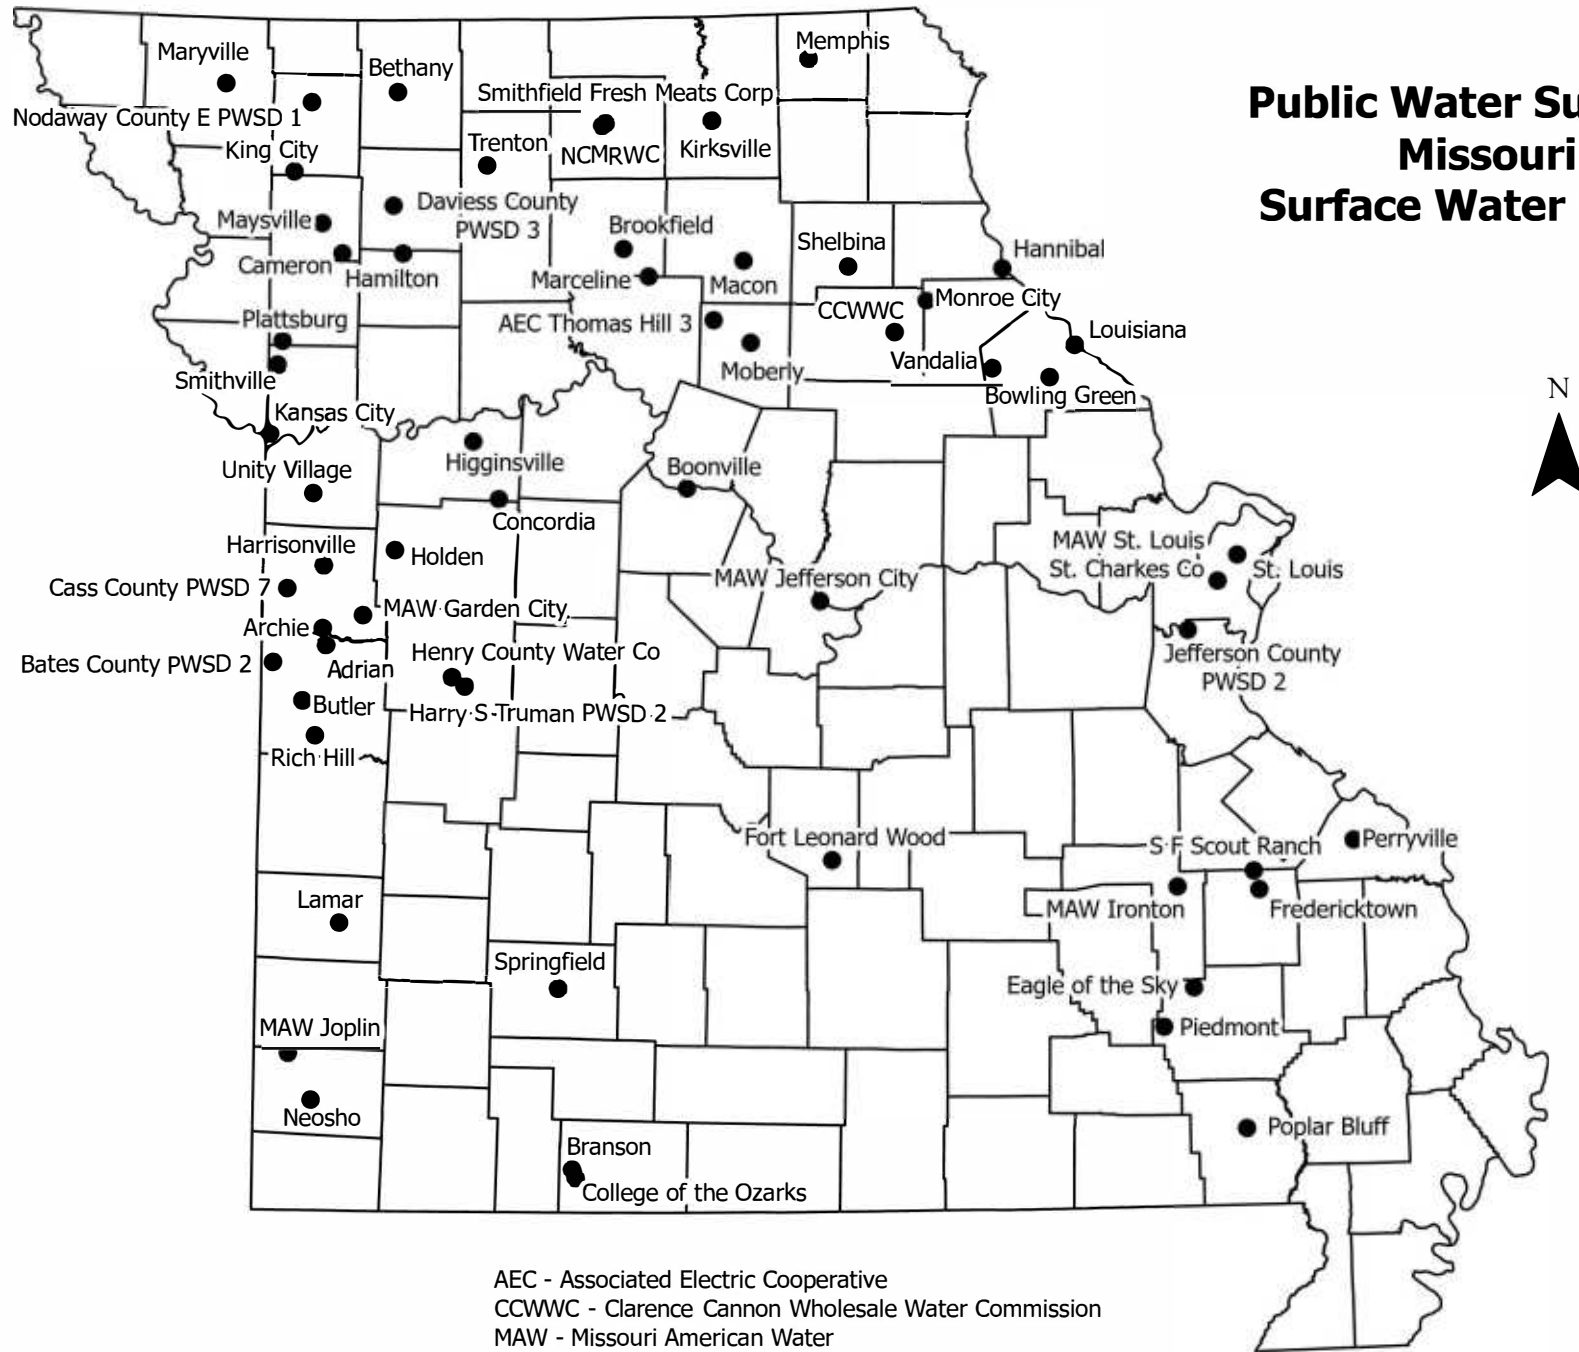 Public Water Su
Missouri
Surface Water
N
Maryville
Memphis
Bethany
Smithfield Fresh Meats Corp
Nodaway County E PWSD 1
King City
Trenton
NCMRWC
Kirksville
Maysville
Daviess County
PWSD 3
Brookfield
Shelbina
Hannibal
Cameron
Hamilton
Marceline
Macon
Monroe City
CCWWC
Plattsburg
AEC Thomas Hill 3
Louisiana
Vandalia
Moberly
Smithville
Bowling Green
Kansas City
Unity Village
Higginsville
Boonville
Concordia
Harrisonville
Holden
MAW St. Louis
St. Charkes Co
St. Louis
Cass County PWSD 7
MAW Jefferson City
MAW Garden City
Archie
Henry County Water Co
Jefferson County
PWSD 2
Bates County PWSD 2
Adrian
Butler
Harry S Truman PWSD 2
Rich Hill
Fort Leonard Wood
S F Scout Ranch
Perryville
Lamar
MAW Ironton
Fredericktown
Springfield
Eagle of the Sky
MAW Joplin
Piedmont
Neosho
Poplar Bluff
Branson
College of the Ozarks
AEC - Associated Electric Cooperative
CCWWC - Clarence Cannon Wholesale Water Commission
MAW - Missouri American Water